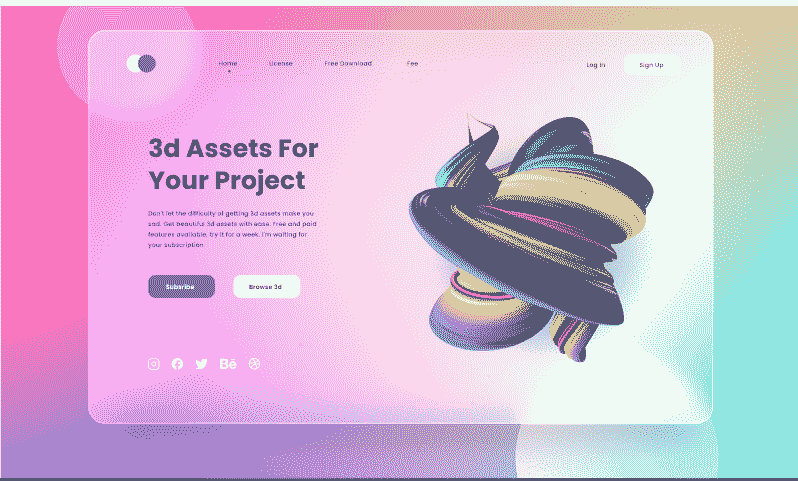 Home License Free Download Fee Log In Sign Up
3d Assets For
Your Project
Don't let the difficulty of getting 3d assets make you
sad. Get beautiful 3d assets with ease. Free and paid
features available, try it for a week. I'm waiting for
your subscription
Subsribe Browse 3d
Bē